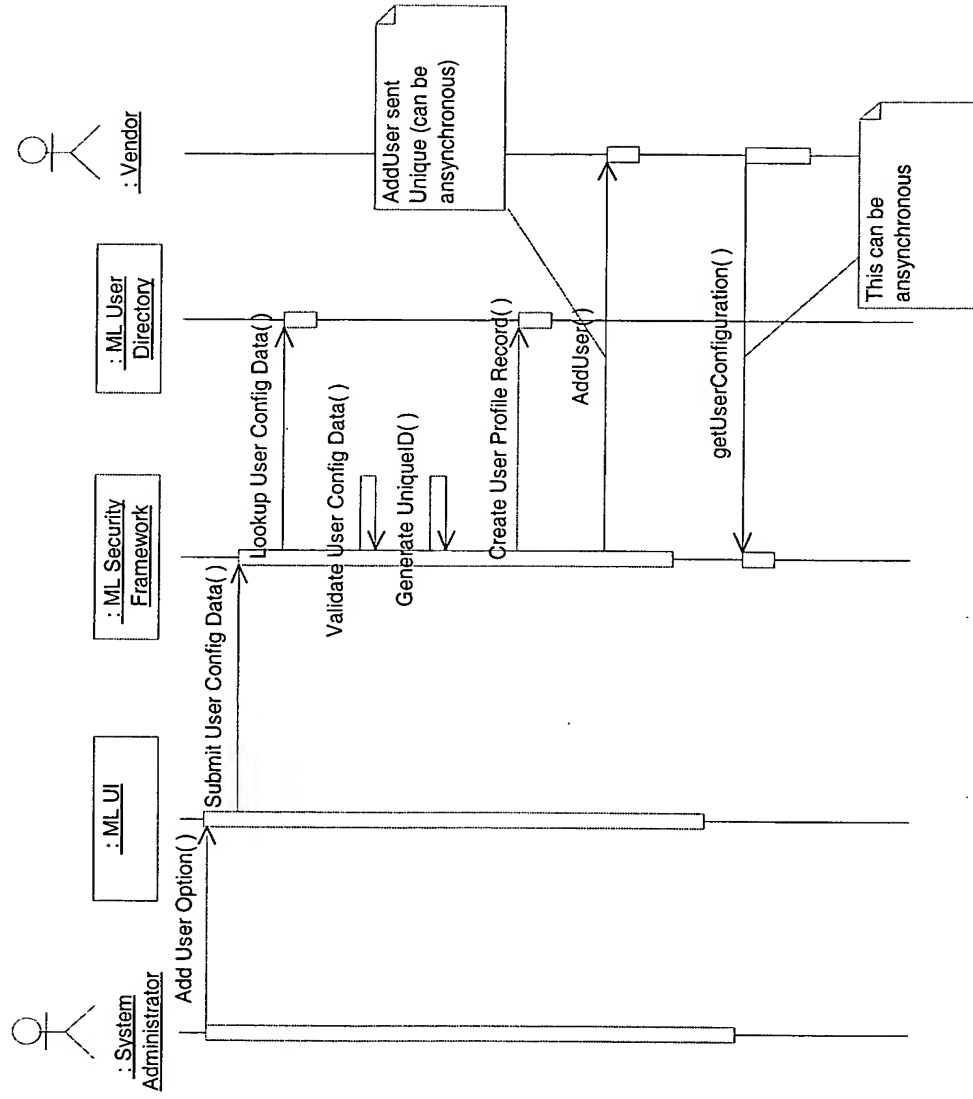 : System
Administrator
: ML UI
: ML Security
Framework
: ML User
Directory
: Vendor
Add User Option( )
Submit User Config Data( )
Lookup User Config Data( )
Validate User Config Data( )
Generate UniqueID( )
Create User Profile Record( )
AddUser( )
getUserConfiguration( )
AddUser sent
Unique (can be
ansynchronous)
This can be
ansynchronous